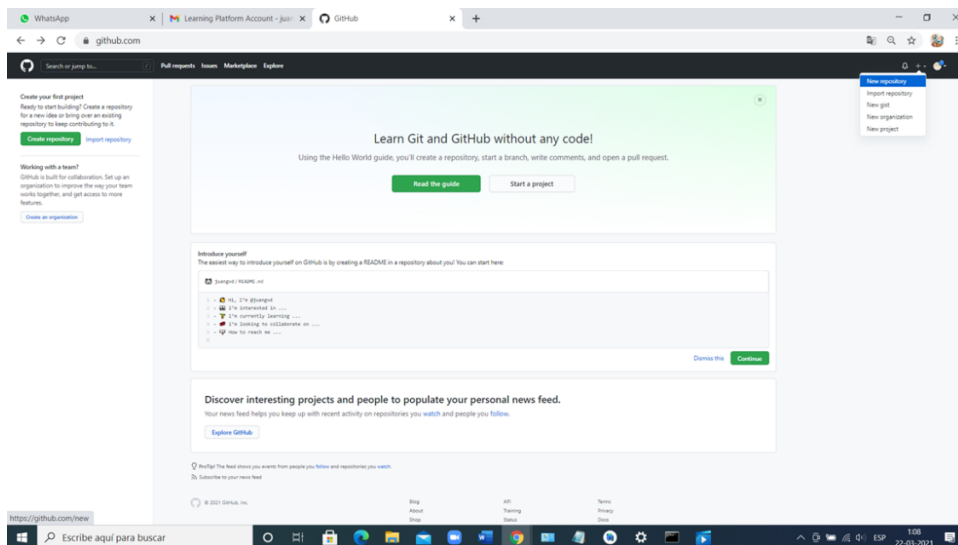 WhatsApp
Learning Platform Account - jua
GitHub
github.com
Search or jump to...
/
Pull requests Issues Marketplace Explore
New repository
Import repository
New gist
New organization
New project
Create your first project
Ready to start building? Create a repository
for a new idea or bring over an existing
repository to keep contributing to it.
Create repository
Import repository
Working with a team?
GitHub is built for collaboration. Set up an
organization to improve the way your team
works together, and get access to more
features.
Create an organization
Learn Git and GitHub without any code!
Using the Hello World guide, you'll create a repository, start a branch, write comments, and open a pull request.
Read the guide
Start a project
Introduce yourself
The easiest way to introduce yourself on GitHub is by creating a README in a repository about you! You can start here:
juangvd / README.md
1 - 👋 Hi, I'm @juangvd
2 - 👀 I'm interested in ...
3 - 🌱 I'm currently learning ...
4 - 💞️ I'm looking to collaborate on ...
5 - 📫 How to reach me ...
6
Dismiss this
Continue
Discover interesting projects and people to populate your personal news feed.
Your news feed helps you keep up with recent activity on repositories you watch and people you follow.
Explore GitHub
ProTip! The feed shows you events from people you follow and repositories you watch.
Subscribe to your news feed
© 2021 GitHub, Inc.
Blog
About
Shop
API
Training
Status
Terms
Privacy
Docs
https://github.com/new
Escribe aquí para buscar
ESP
1:08
22-03-2021